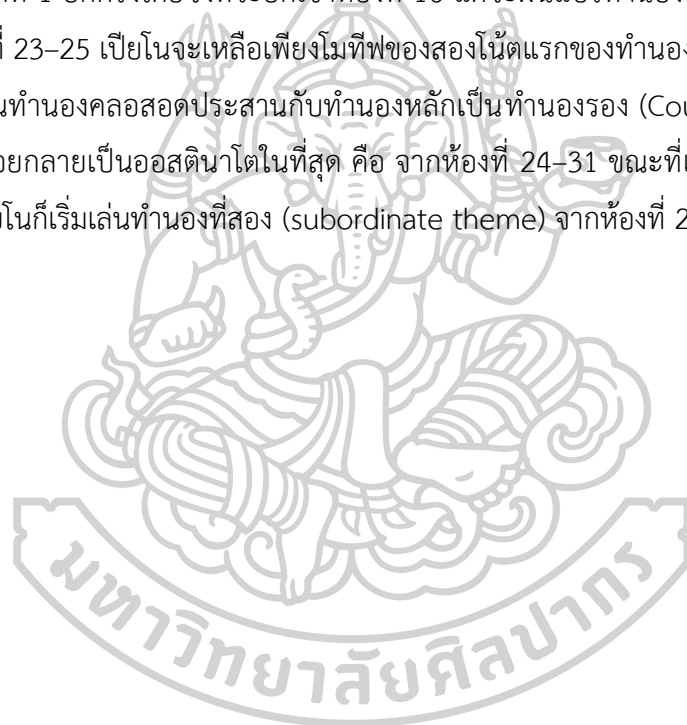 ที่ 23–25 เปียโนจะเหลือเพียงโมทีฟของสองโน้ตแรกของทำนอง
นทำนองคลอสอดประสานกับทำนองหลักเป็นทำนองรอง (Cou
อยกลายเป็นออสตินาโตในที่สุด คือ จากห้องที่ 24–31 ขณะที่เ
โนก็เริ่มเล่นทำนองที่สอง (subordinate theme) จากห้องที่ 2
มหาวิทยาลัยศิลปากร